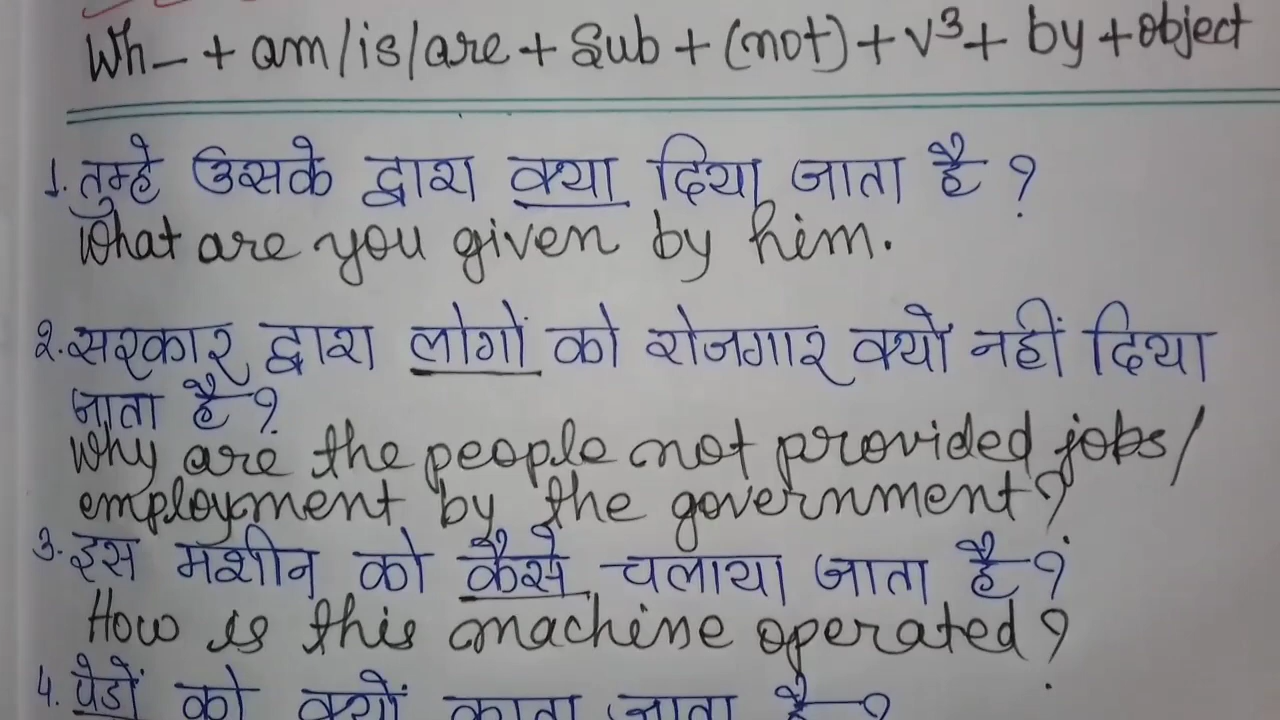 Wh_ + am/is/are + Sub + (not) + V³ + by + object
1. तुम्हे उसके द्वारा क्या दिया जाता है ?
What are you given by him.
2. सरकार द्वारा लोगों को रोजगार क्यों नहीं दिया
जाता है ?
Why are the people not provided jobs/
employment by the government?
3. इस मशीन को कैसे चलाया जाता है ?
How is this machine operated?
4. पेडों को क्यों काटा जाता है ?